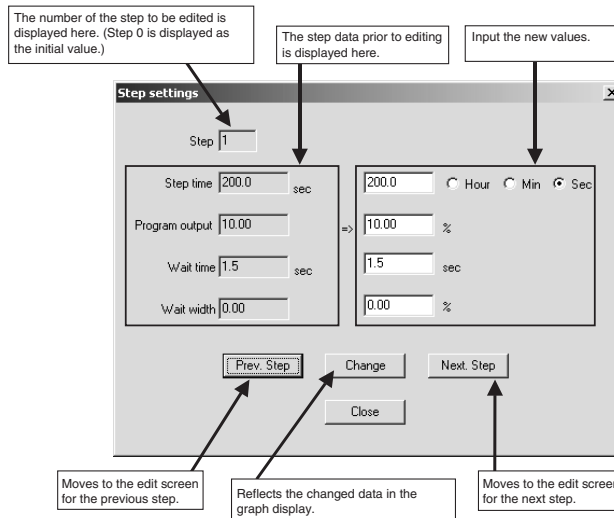 The number of the step to be edited is
displayed here. (Step 0 is displayed as
the initial value.)
The step data prior to editing
is displayed here.
Input the new values.
Step settings
Step 1
Step time 200.0 sec
Program output 10.00
Wait time 1.5 sec
Wait width 0.00
=>
200.0 Hour Min Sec
10.00 %
1.5 sec
0.00 %
Prev. Step Change Next. Step
Close
Moves to the edit screen
for the previous step.
Reflects the changed data in the
graph display.
Moves to the edit screen
for the next step.